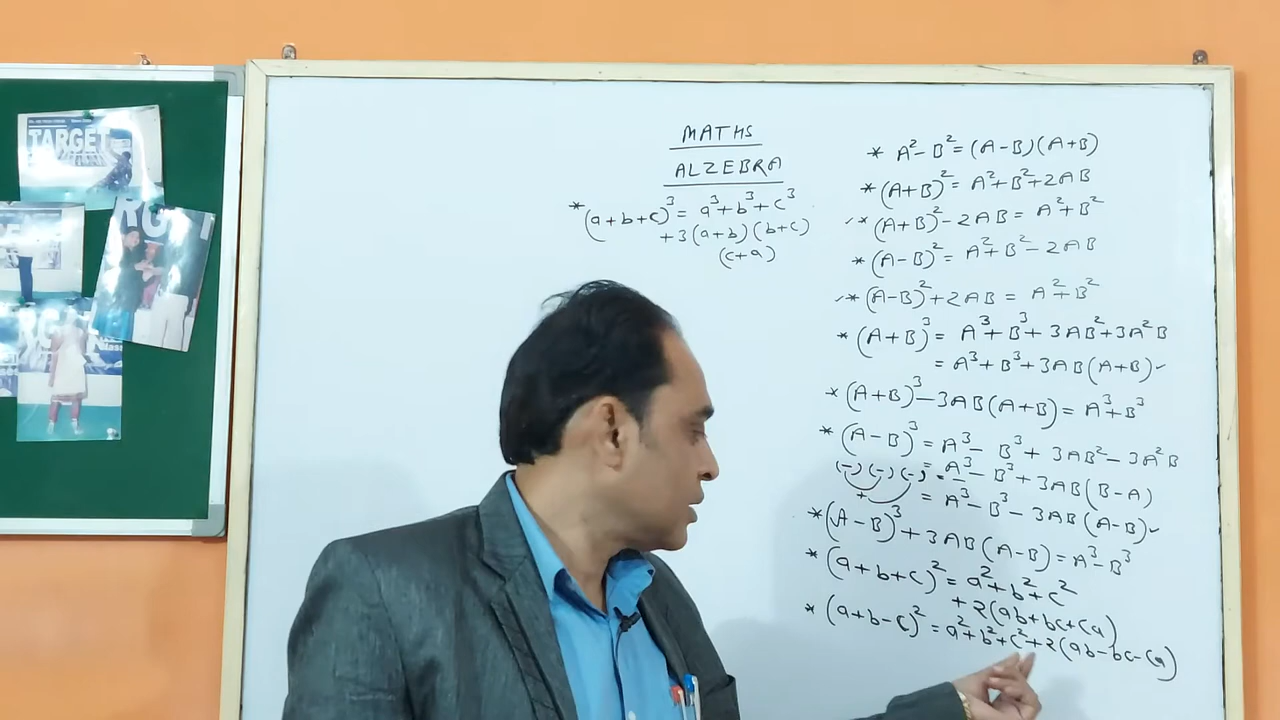 TARGET
RG
RG
MATHS
ALZEBRA
* (a+b+c)³ = a³+b³+c³
+3(a+b)(b+c)
(c+a)
* A²-B² = (A-B)(A+B)
* (A+B)² = A²+B²+2AB
✓* (A+B)²-2AB = A²+B²
* (A-B)² = A²+B²-2AB
✓* (A-B)²+2AB = A²+B²
* (A+B)³ = A³+B³+3AB²+3A²B
= A³+B³+3AB(A+B)✓
* (A+B)³-3AB(A+B) = A³+B³
* (A-B)³ = A³-B³+3AB²-3A²B
(-)(-)(-) = A³-B³+3AB(B-A)
+ = A³-B³-3AB(A-B)✓
* (A-B)³+3AB(A-B) = A³-B³
* (a+b+c)² = a²+b²+c²
+2(ab+bc+ca)
* (a+b-c)² = a²+b²+c²+2(ab-bc-ca)